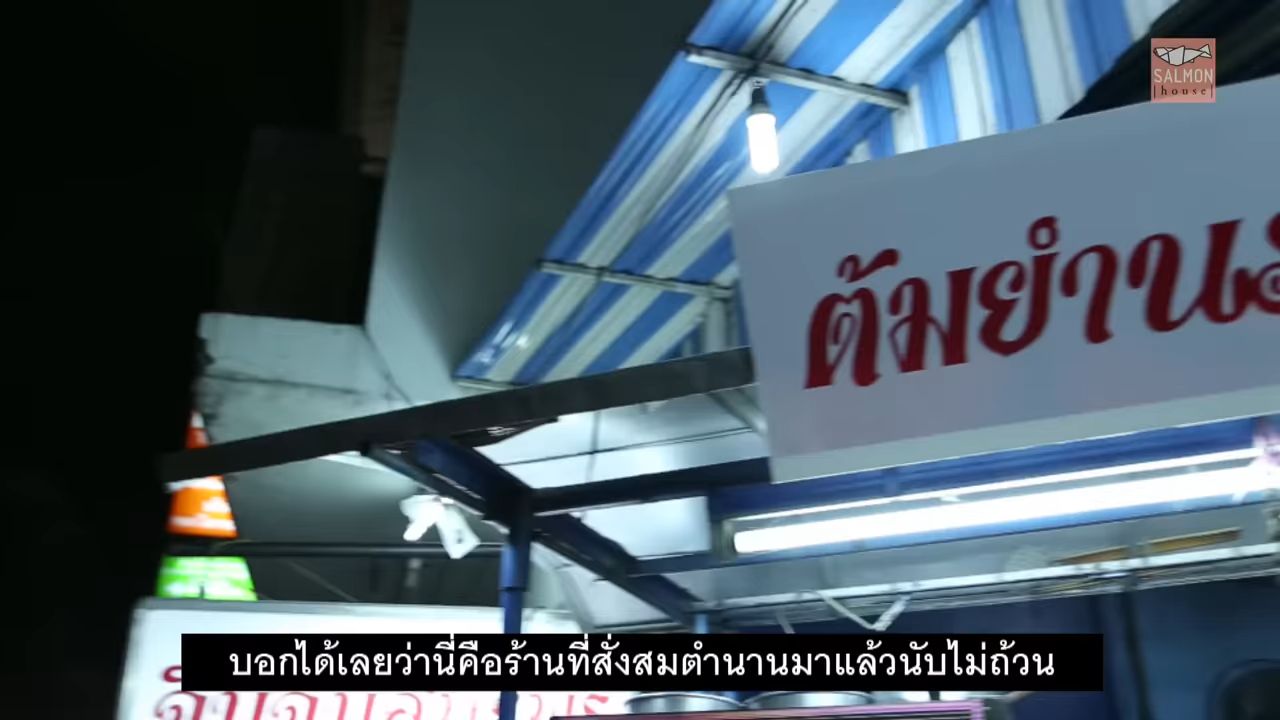 SALMON
| house |
ต้มยำน
บอกได้เลยว่านี่คือร้านที่สั่งสมตำนานมาแล้วนับไม่ถ้วน